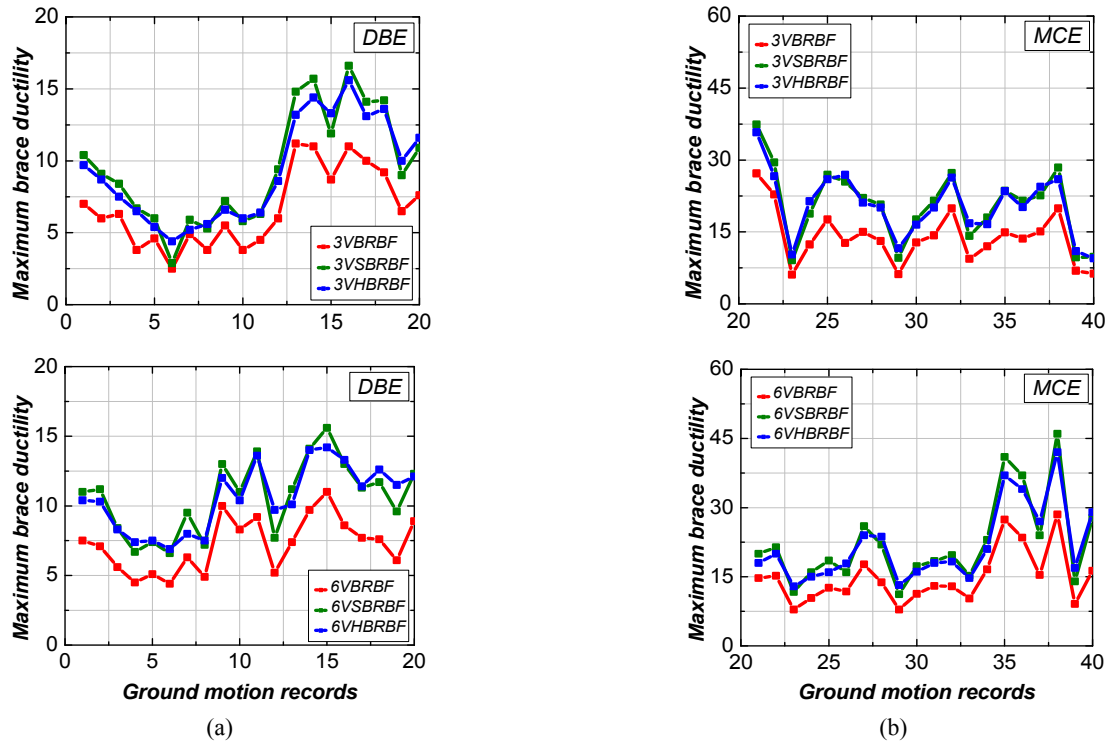 Maximum brace ductility
20
15
10
5
0
DBE
3VBRBF
3VSBRBF
3VHBRBF
0 5 10 15 20
Maximum brace ductility
60
45
30
15
0
3VBRBF
3VSBRBF
3VHBRBF
MCE
20 25 30 35 40
Maximum brace ductility
20
15
10
5
0
DBE
6VBRBF
6VSBRBF
6VHBRBF
0 5 10 15 20
Ground motion records
(a)
Maximum brace ductility
60
45
30
15
0
6VBRBF
6VSBRBF
6VHBRBF
MCE
20 25 30 35 40
Ground motion records
(b)